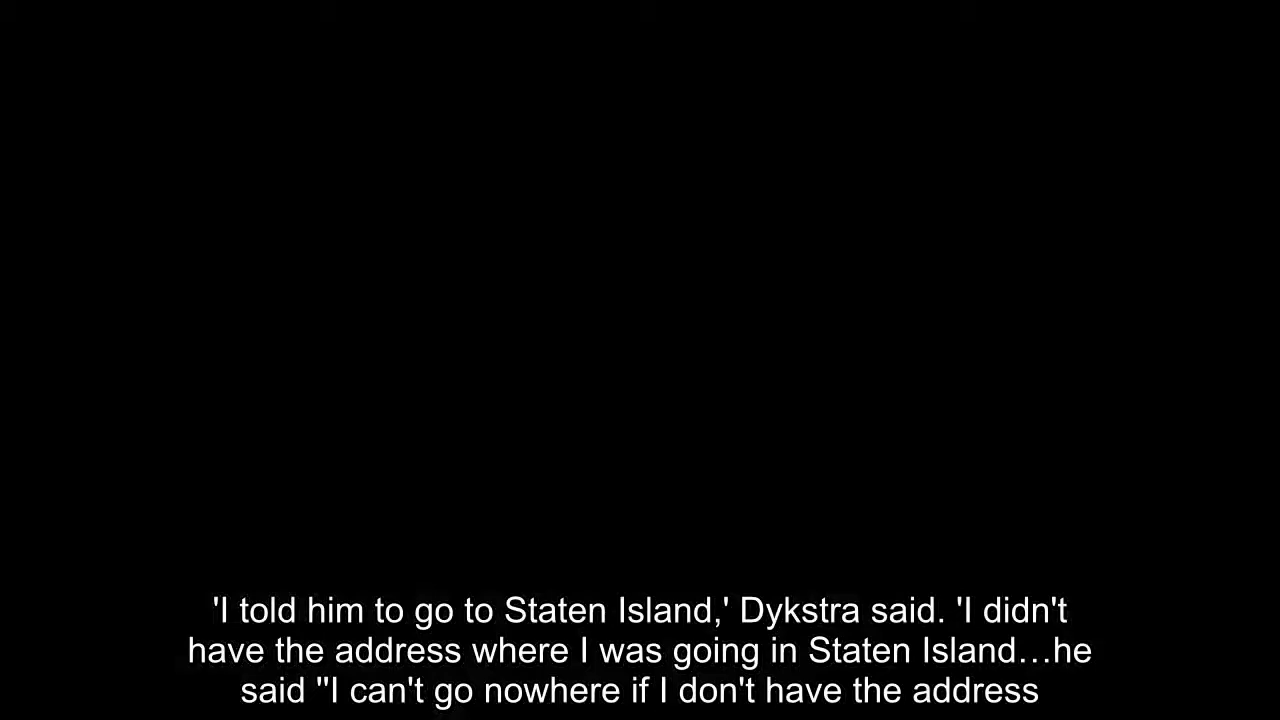 'I told him to go to Staten Island,' Dykstra said. 'I didn't
have the address where I was going in Staten Island…he
said ''I can't go nowhere if I don't have the address